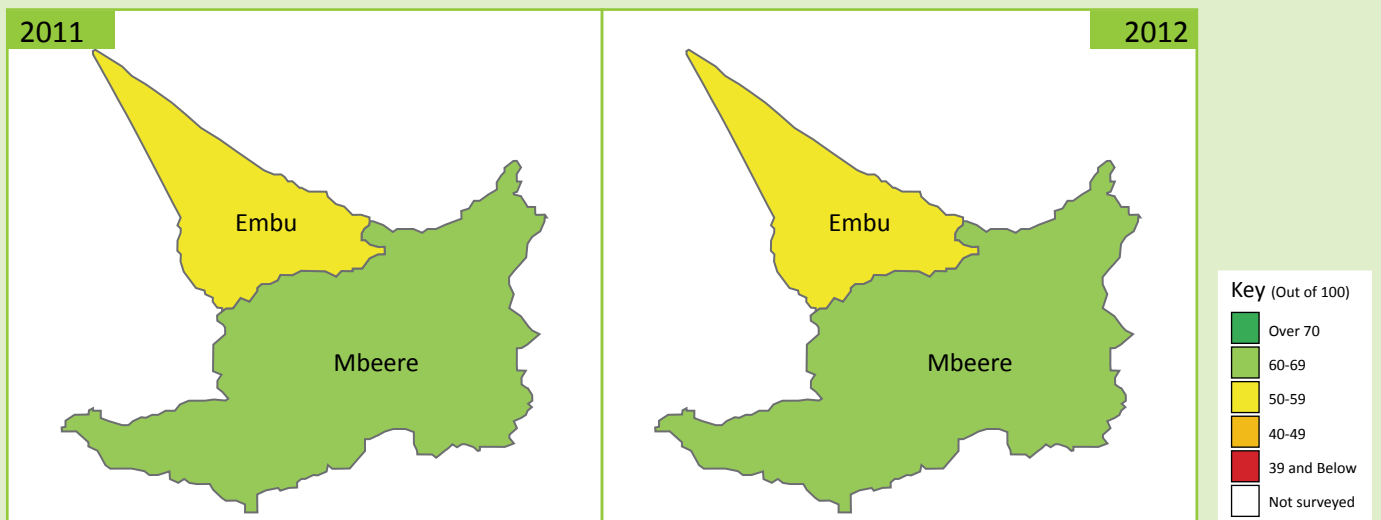 2011
2012
Embu
Mbeere
Embu
Mbeere
Key (Out of 100)
Over 70
60-69
50-59
40-49
39 and Below
Not surveyed